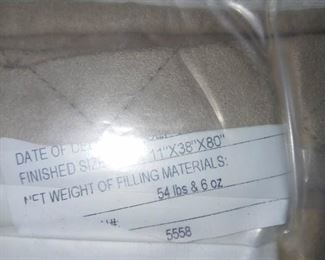 DATE OF
FINISHED SIZE 11"X38"X80"
NET WEIGHT OF FILLING MATERIALS:
54 lbs & 6 oz
5558